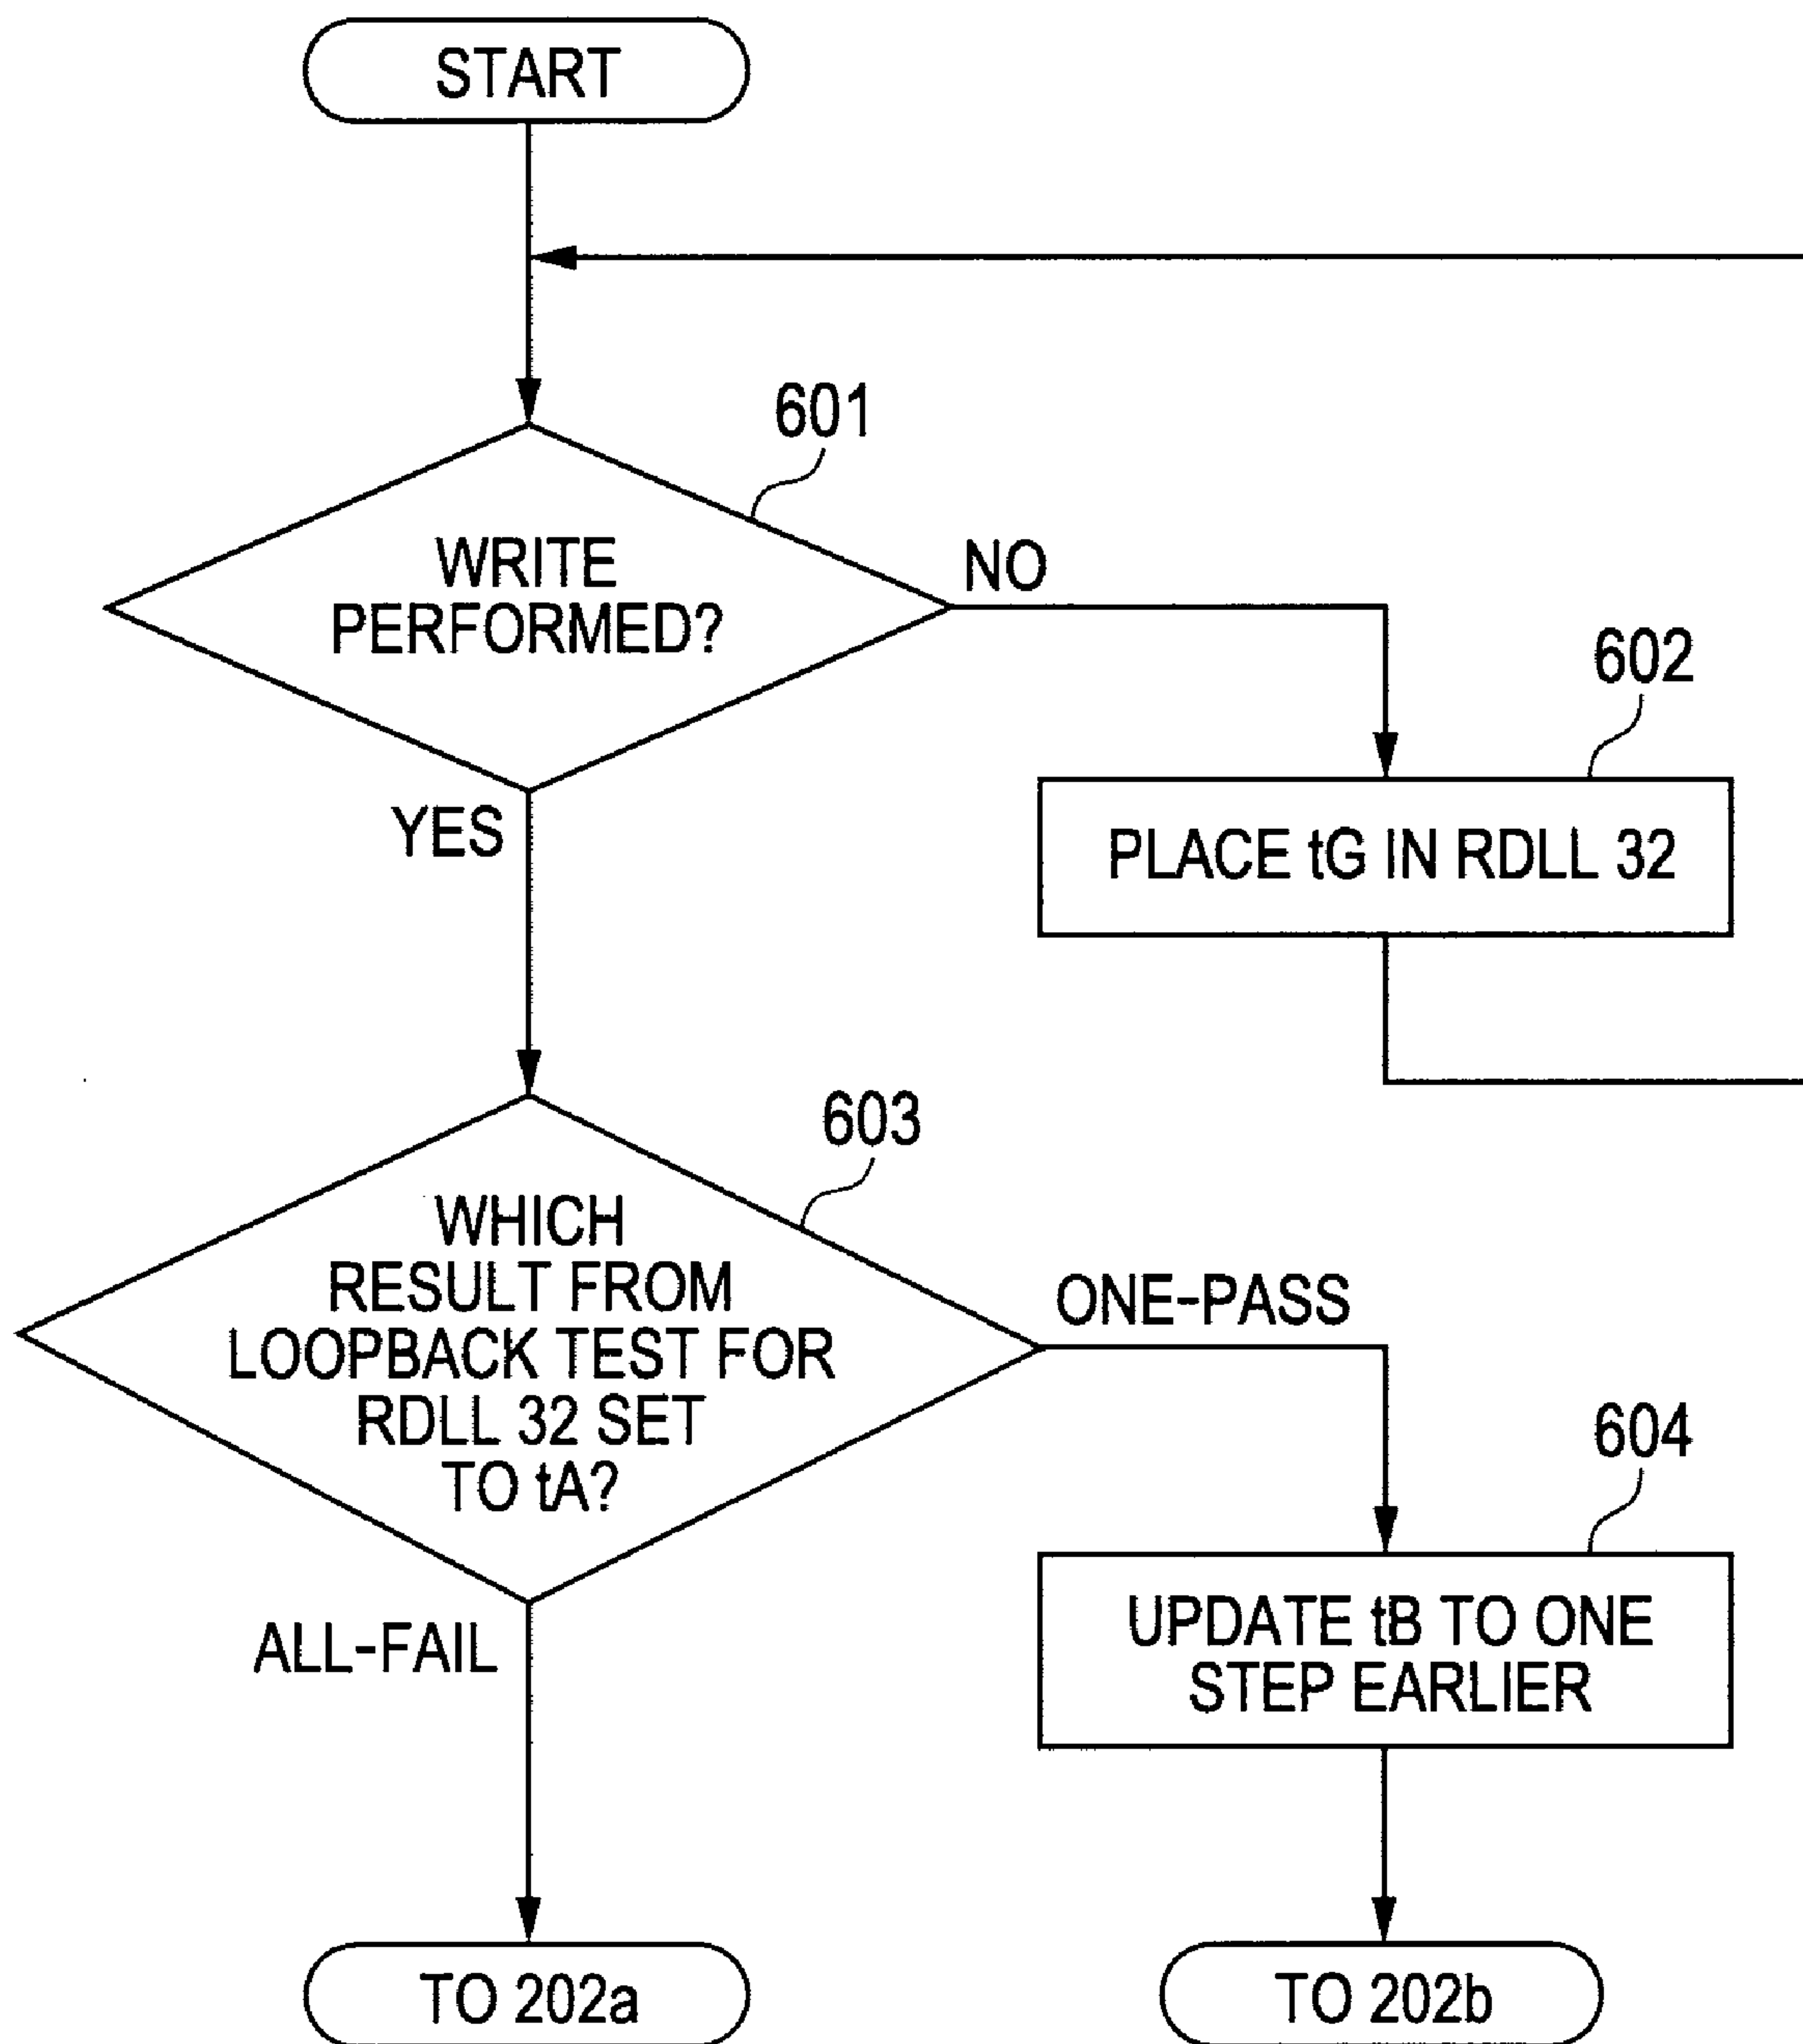 START
601
WRITE
PERFORMED?
NO
YES
602
PLACE tG IN RDLL 32
603
WHICH
RESULT FROM
LOOPBACK TEST FOR
RDLL 32 SET
TO tA?
ONE-PASS
ALL-FAIL
604
UPDATE tB TO ONE
STEP EARLIER
TO 202a
TO 202b